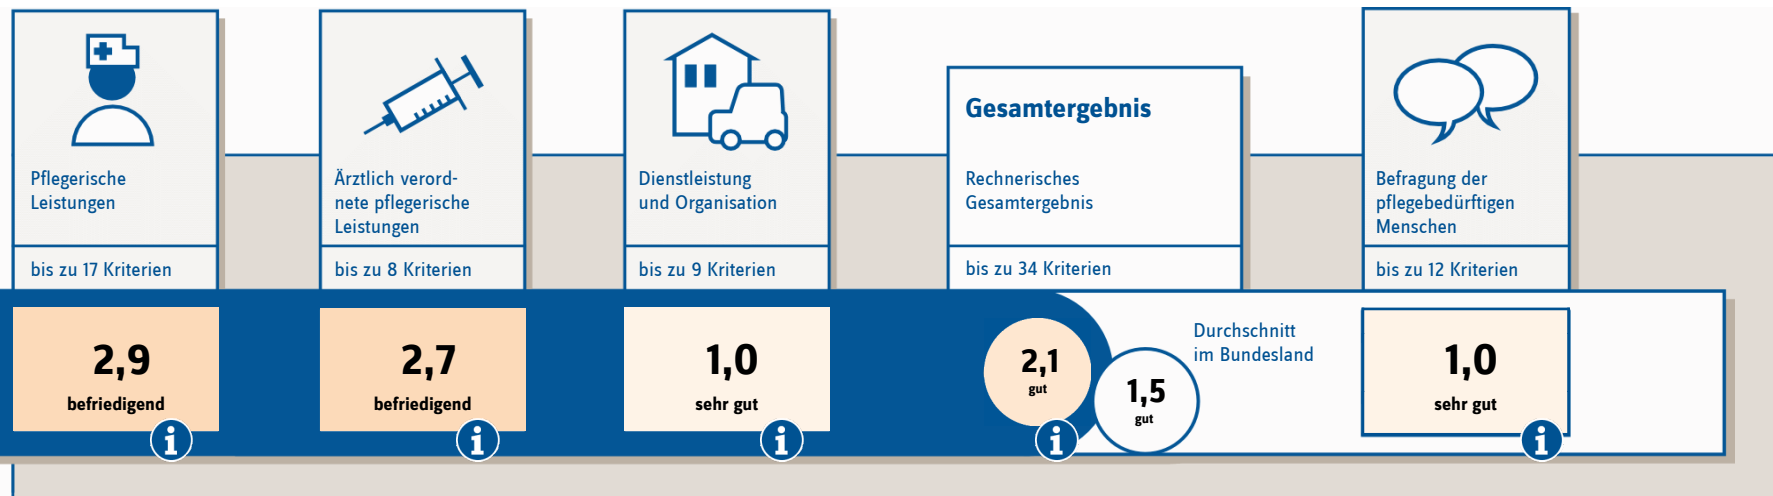 Pflegerische
Leistungen
bis zu 17 Kriterien
2,9
befriedigend
i
Ärztlich verord-
nete pflegerische
Leistungen
bis zu 8 Kriterien
2,7
befriedigend
i
Dienstleistung
und Organisation
bis zu 9 Kriterien
1,0
sehr gut
i
Gesamtergebnis
Rechnerisches
Gesamtergebnis
bis zu 34 Kriterien
2,1
gut
i
1,5
gut
Durchschnitt
im Bundesland
Befragung der
pflegebedürftigen
Menschen
bis zu 12 Kriterien
1,0
sehr gut
i